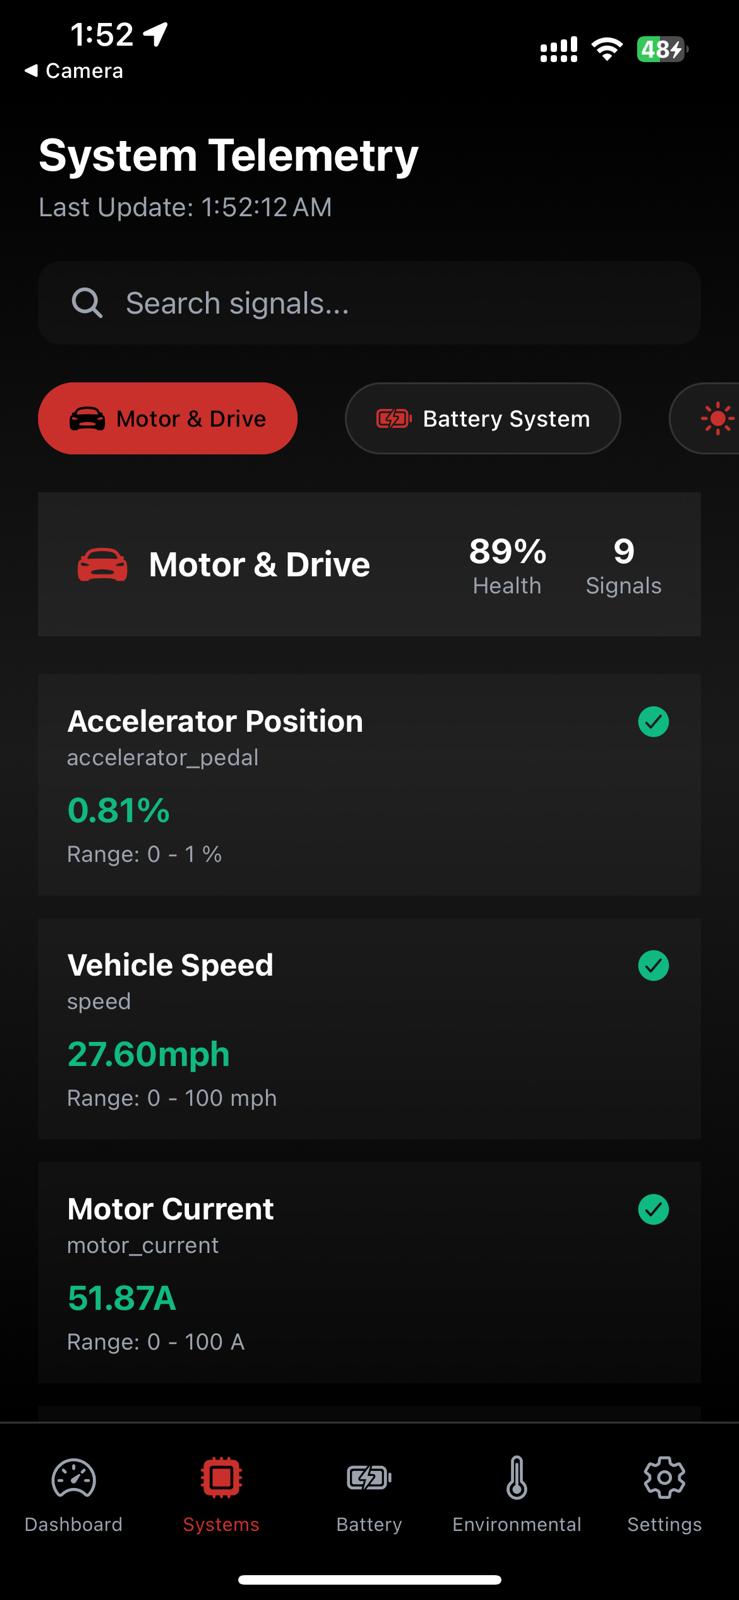 1:52
◀ Camera
48
System Telemetry
Last Update: 1:52:12 AM
Search signals...
Motor & Drive
Battery System
Motor & Drive
89%
Health
9
Signals
Accelerator Position
accelerator_pedal
0.81%
Range: 0 - 1 %
Vehicle Speed
speed
27.60mph
Range: 0 - 100 mph
Motor Current
motor_current
51.87A
Range: 0 - 100 A
Dashboard
Systems
Battery
Environmental
Settings